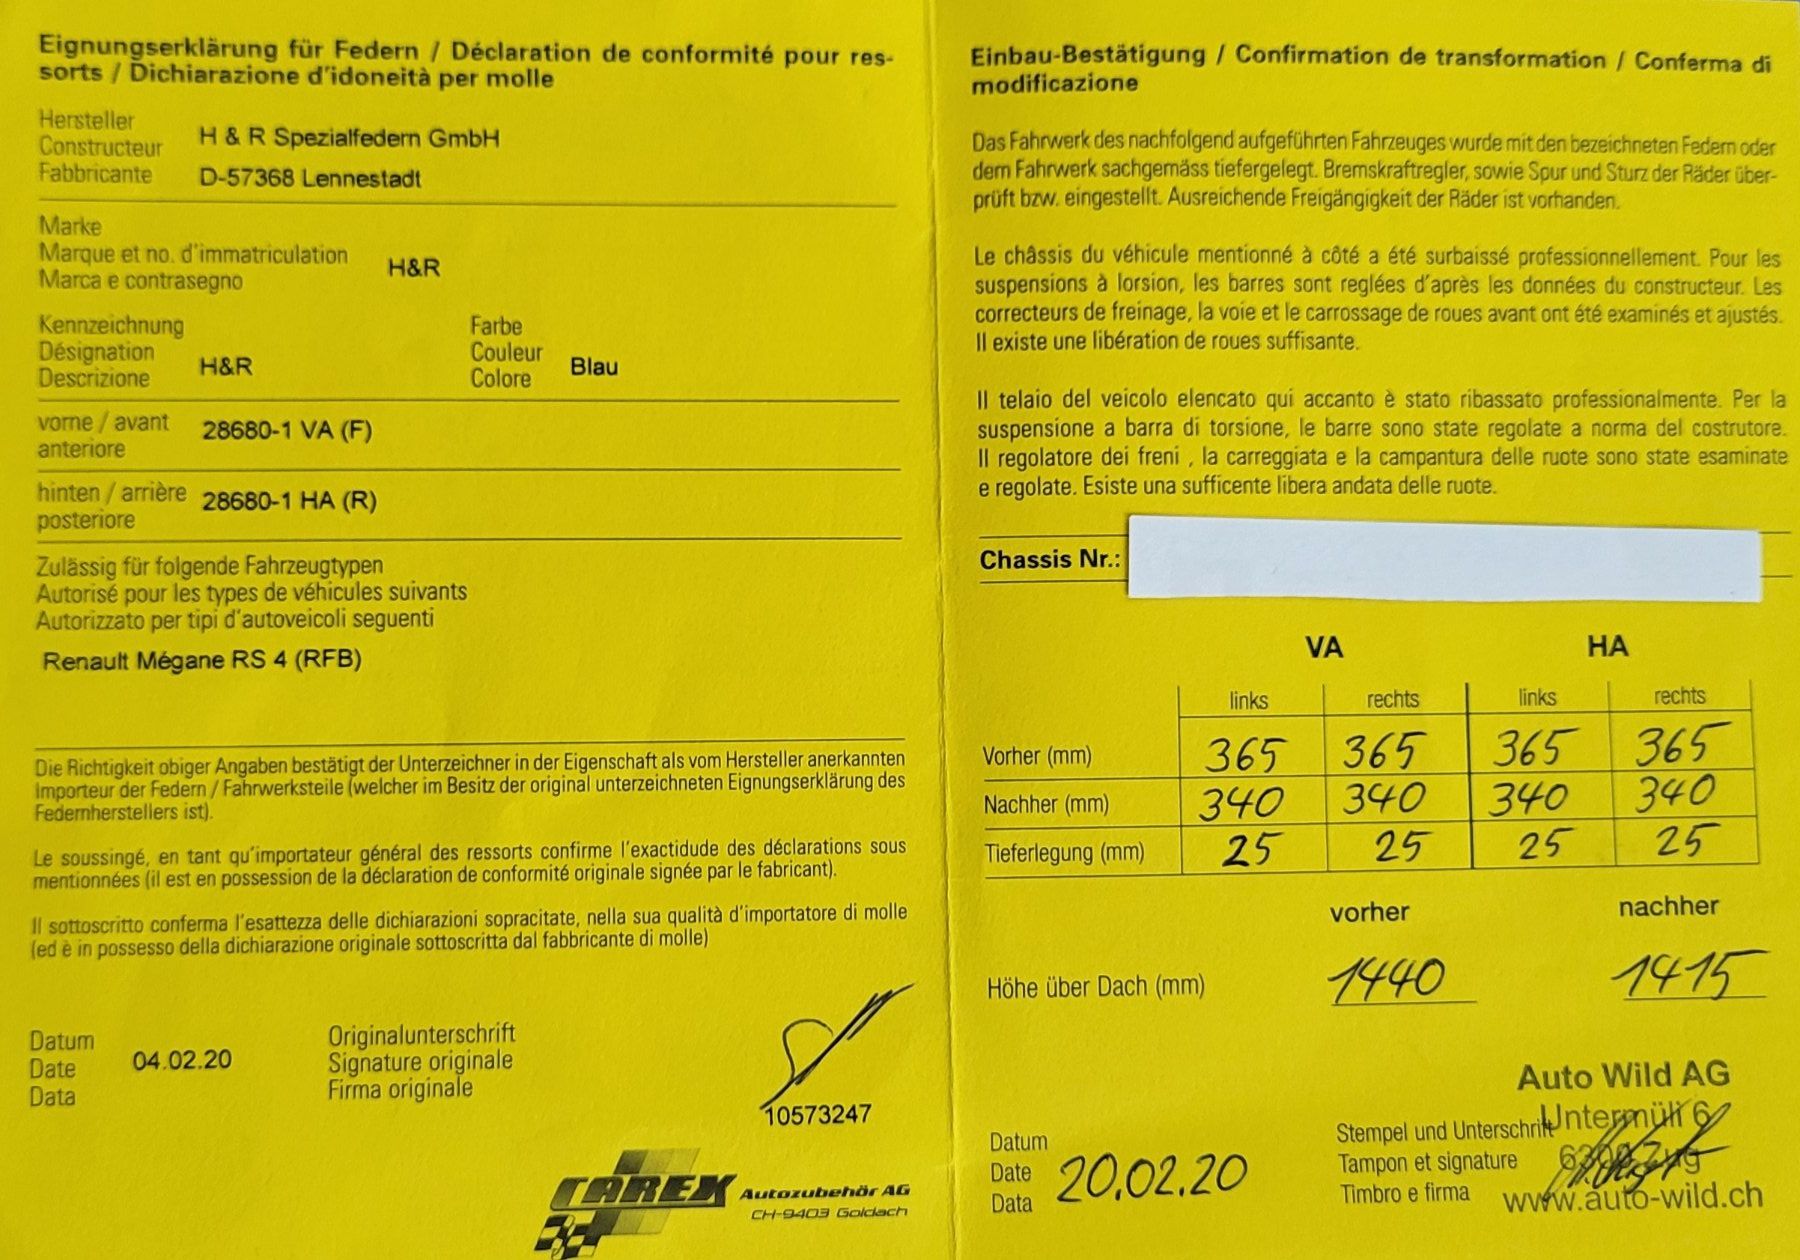 Eignungserklärung für Federn / Déclaration de conformité pour res-
sorts / Dichiarazione d'idoneità per molle
Hersteller
Constructeur
Fabbricante
H & R Spezialfedern GmbH
D-57368 Lennestadt
Marke
Marque et no. d'immatriculation
Marca e contrasegno
H&R
Kennzeichnung
Désignation
Descrizione
H&R
Farbe
Couleur
Colore
Blau
vorne / avant
anteriore
28680-1 VA (F)
hinten / arrière
posteriore
28680-1 HA (R)
Zulässig für folgende Fahrzeugtypen
Autorisé pour les types de véhicules suivants
Autorizzato per tipi d'autoveicoli seguenti
Renault Mégane RS 4 (RFB)
Die Richtigkeit obiger Angaben bestätigt der Unterzeichner in der Eigenschaft als vom Hersteller anerkannten
Importeur der Federn / Fahrwerksteile (welcher im Besitz der original unterzeichneten Eignungserklärung des
Federnherstellers ist).
Le soussingé, en tant qu'importateur général des ressorts confirme l'exactidude des déclarations sous
mentionnées (il est en possession de la déclaration de conformité originale signée par le fabricant).
Il sottoscritto conferma l'esattezza delle dichiarazioni sopracitate, nella sua qualità d'importatore di molle
(ed è in possesso della dichiarazione originale sottoscritta dal fabbricante di molle)
Datum
Date
Data
04.02.20
Originalunterschrift
Signature originale
Firma originale
10573247
CAREX Autozubehör AG
CH-9403 Goldach
Einbau-Bestätigung / Confirmation de transformation / Conferma di
modificazione
Das Fahrwerk des nachfolgend aufgeführten Fahrzeuges wurde mit den bezeichneten Federn oder
dem Fahrwerk sachgemäss tiefergelegt. Bremskraftregler, sowie Spur und Sturz der Räder über-
prüft bzw. eingestellt. Ausreichende Freigängigkeit der Räder ist vorhanden.
Le châssis du véhicule mentionné à côté a été surbaissé professionnellement. Pour les
suspensions à lorsion, les barres sont reglées d'après les données du constructeur. Les
correcteurs de freinage, la voie et le carrossage de roues avant ont été examinés et ajustés.
Il existe une libération de roues suffisante.
Il telaio del veicolo elencato qui accanto è stato ribassato professionalmente. Per la
suspensione a barra di torsione, le barre sono state regolate a norma del costrutore.
Il regolatore dei freni , la carreggiata e la campantura delle ruote sono state esaminate
e regolate. Esiste una sufficente libera andata delle ruote.
Chassis Nr.:
VA HA
links rechts links rechts
Vorher (mm) 365 365 365 365
Nachher (mm) 340 340 340 340
Tieferlegung (mm) 25 25 25 25
vorher nachher
Höhe über Dach (mm) 1440 1415
Datum
Date
Data
20.02.20
Stempel und Unterschrift
Tampon et signature
Timbro e firma
Auto Wild AG
Untermüli 6
6300 Zug
www.auto-wild.ch